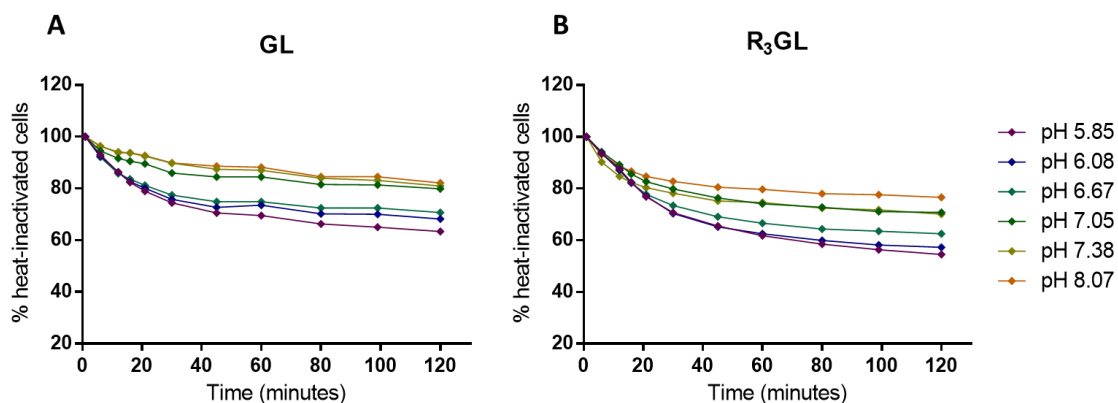 A
GL
120
100
80
60
40
20
% heat-inactivated cells
0 20 40 60 80 100 120
Time (minutes)
B
R₃GL
120
100
80
60
40
20
% heat-inactivated cells
0 20 40 60 80 100 120
Time (minutes)
pH 5.85
pH 6.08
pH 6.67
pH 7.05
pH 7.38
pH 8.07